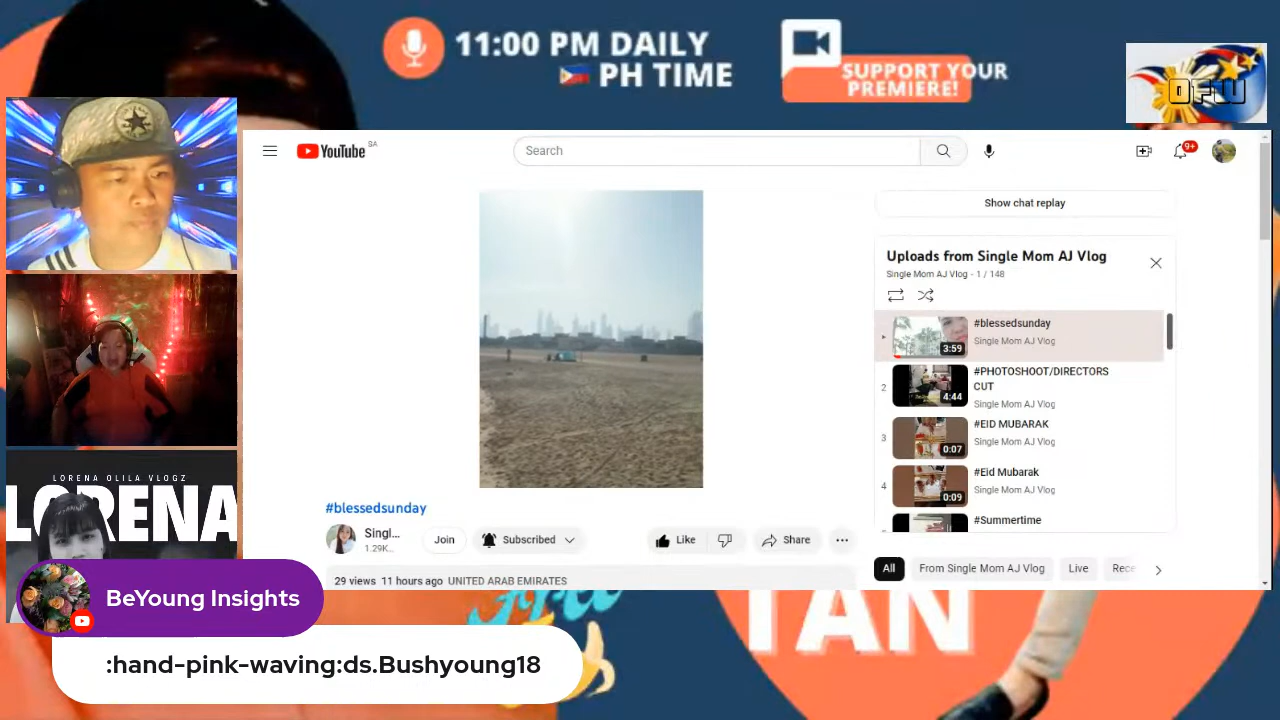 11:00 PM DAILY
PH TIME
SUPPORT YOUR
PREMIERE!
OFW
YouTube SA
Search
9+
Show chat replay
Uploads from Single Mom AJ Vlog
Single Mom AJ Vlog - 1 / 148
#blessedsunday
Single Mom AJ Vlog
3:59
2
#PHOTOSHOOT/DIRECTORS
CUT
Single Mom AJ Vlog
4:44
3
#EID MUBARAK
Single Mom AJ Vlog
0:07
4
#Eid Mubarak
Single Mom AJ Vlog
0:09
#Summertime
#blessedsunday
Singl...
1.29K...
Join
Subscribed
Like
Share
29 views 11 hours ago UNITED ARAB EMIRATES
All
From Single Mom AJ Vlog
Live
Rece
LORENA OLILA VLOGZ
LORENA
BeYoung Insights
:hand-pink-waving:ds.Bushyoung18
TAN